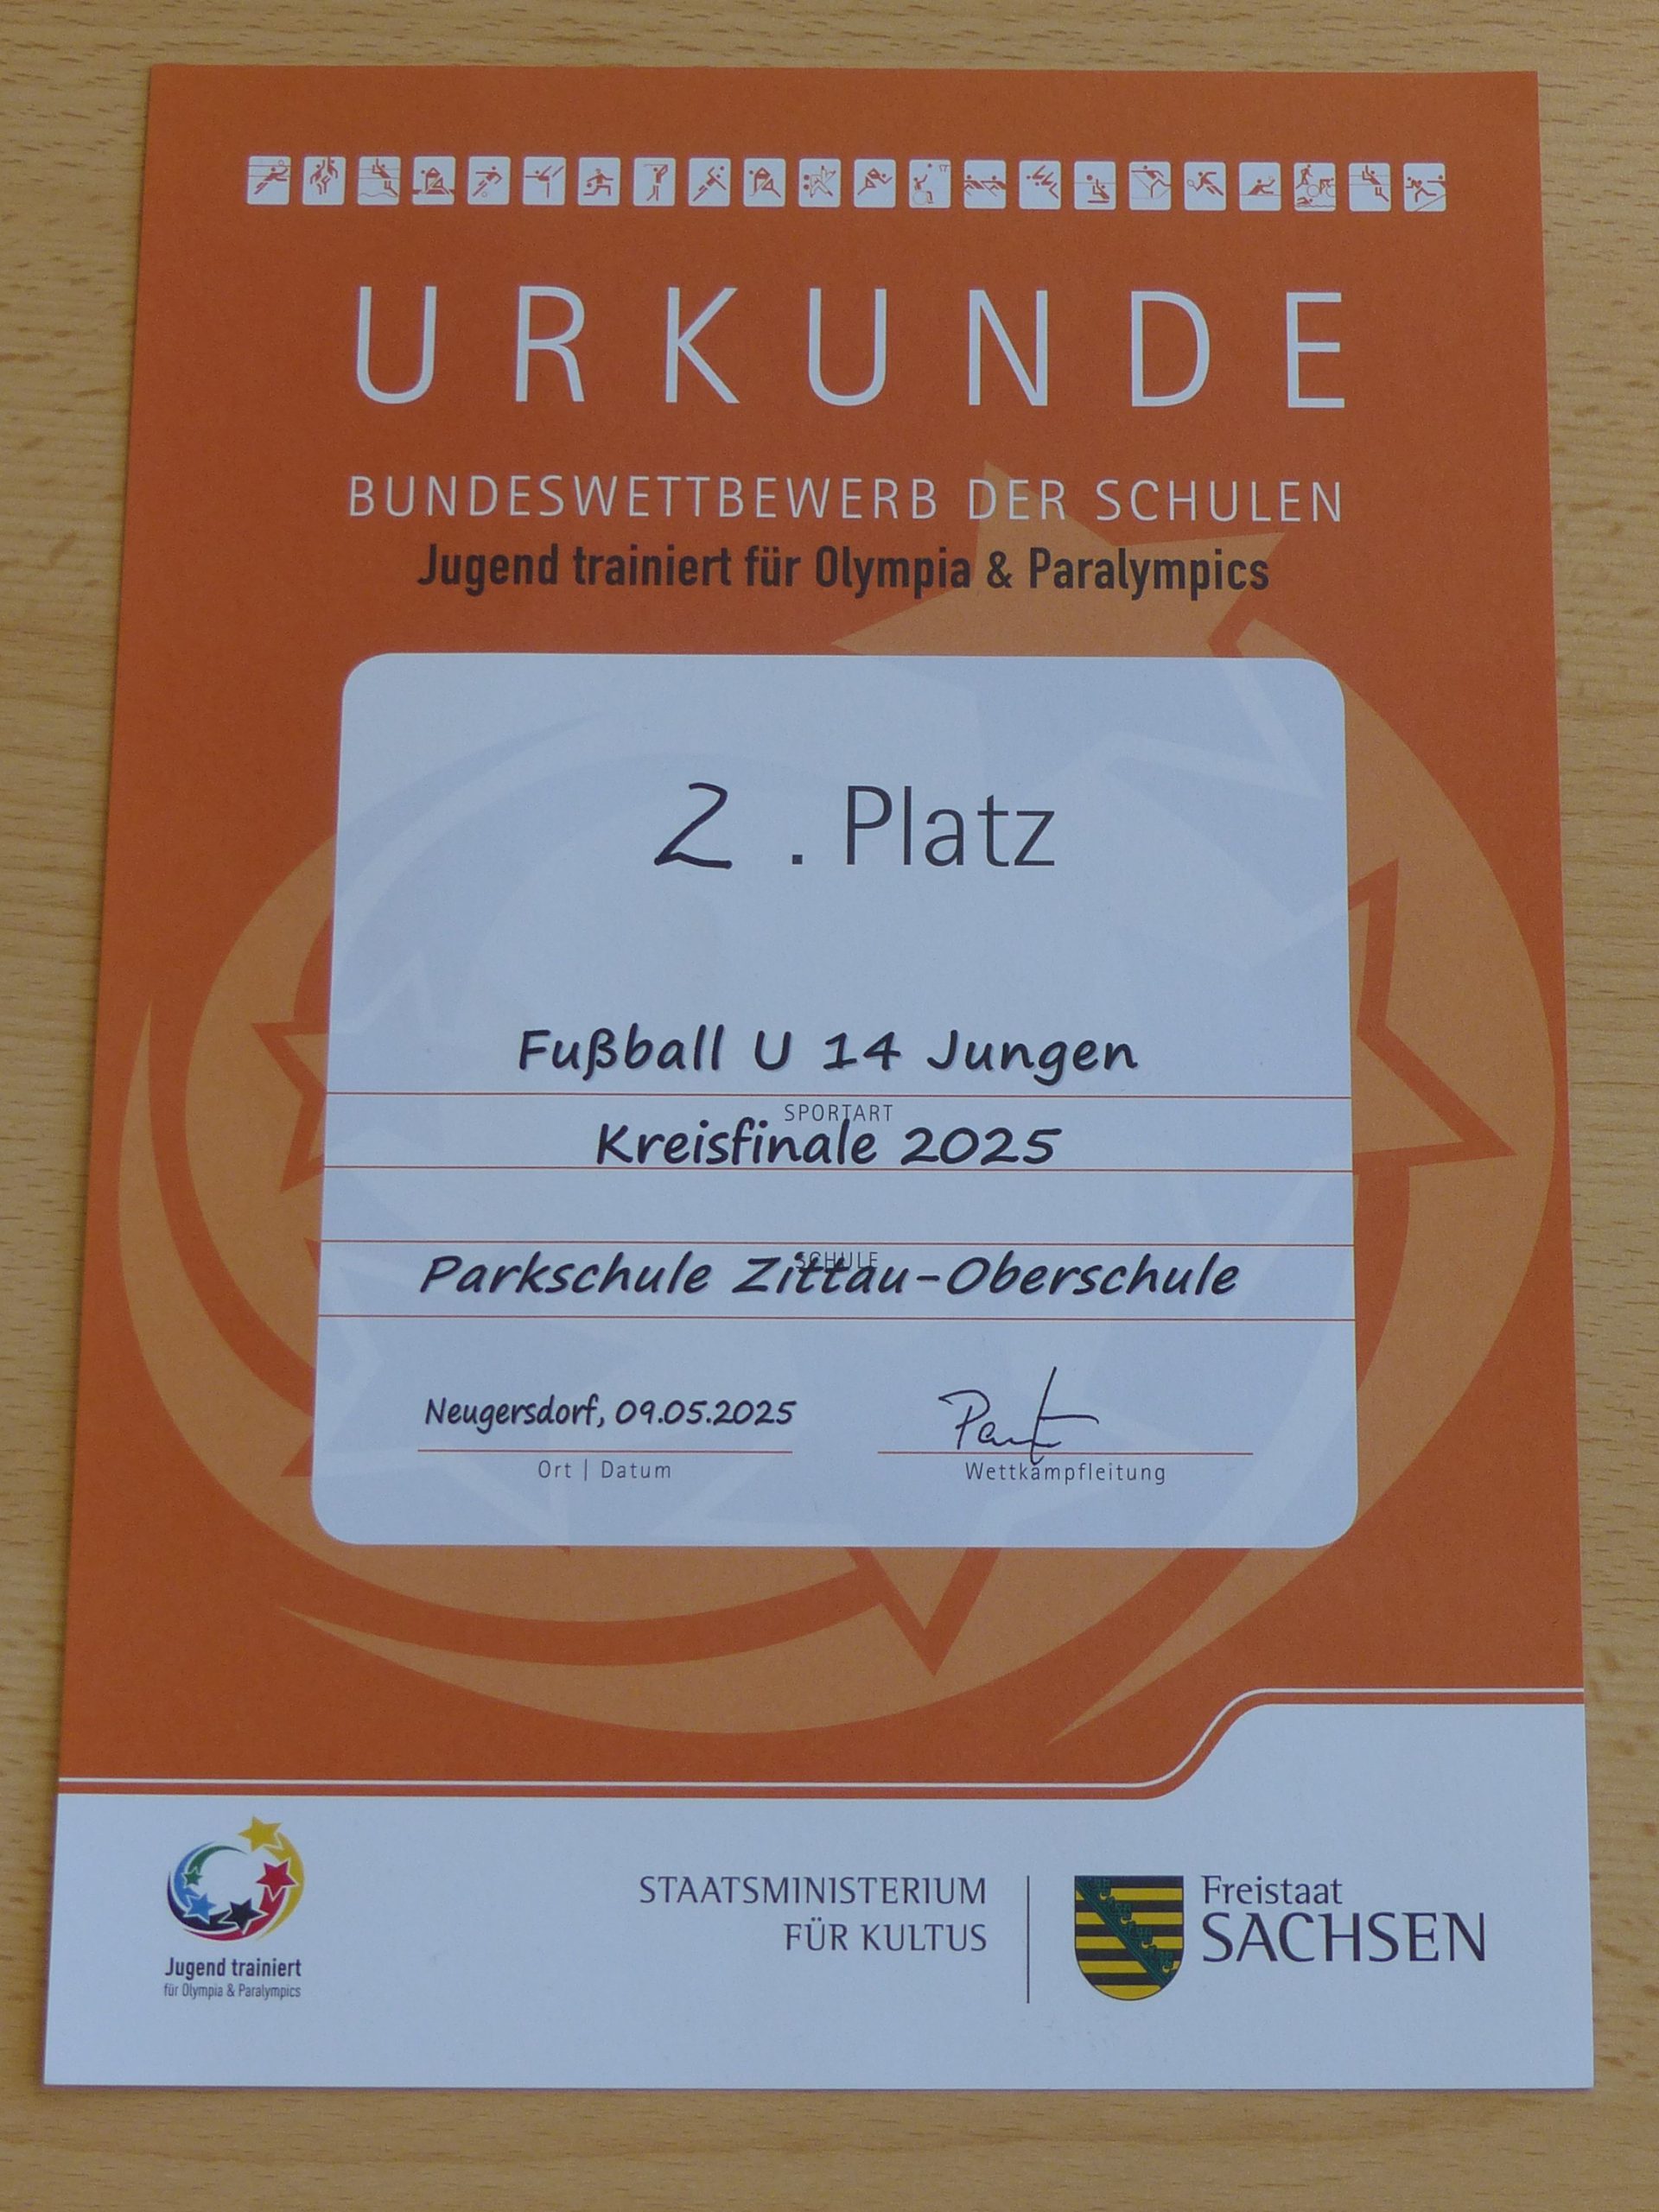 URKUNDE
BUNDESWETTBEWERB DER SCHULEN
Jugend trainiert für Olympia & Paralympics
2. Platz
Fußball U 14 Jungen
SPORTART
Kreisfinale 2025
SCHULE
Parkschule Zittau-Oberschule
Neugersdorf, 09.05.2025
Ort | Datum
Wettkampfleitung
Jugend trainiert
für Olympia & Paralympics
STAATSMINISTERIUM
FÜR KULTUS
Freistaat
SACHSEN